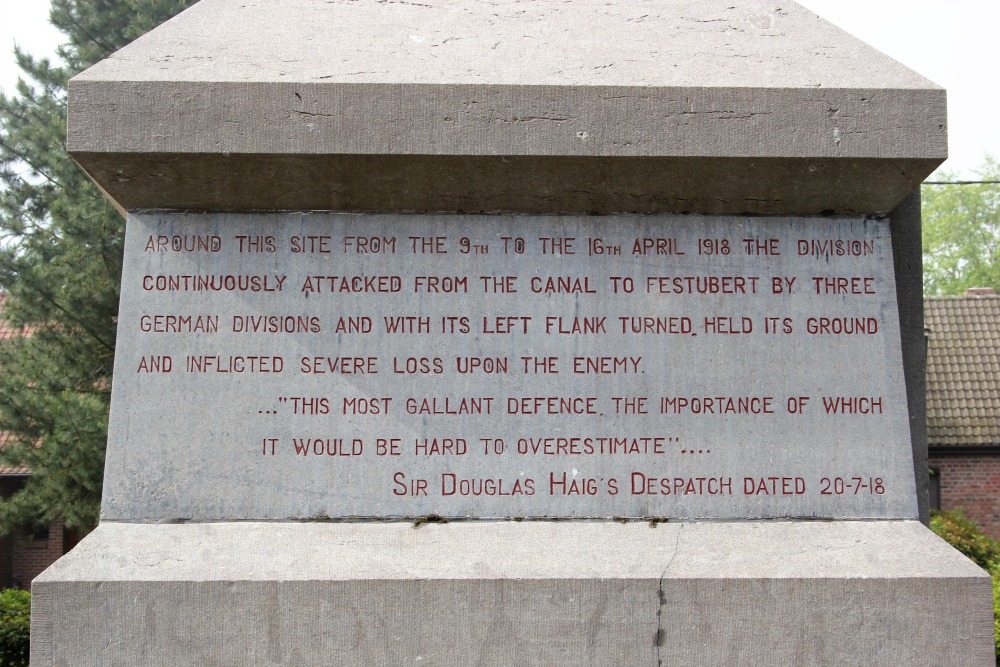 AROUND THIS SITE FROM THE 9TH TO THE 16TH APRIL 1918 THE DIVISION
CONTINUOUSLY ATTACKED FROM THE CANAL TO FESTUBERT BY THREE
GERMAN DIVISIONS AND WITH ITS LEFT FLANK TURNED, HELD ITS GROUND
AND INFLICTED SEVERE LOSS UPON THE ENEMY.
..."THIS MOST GALLANT DEFENCE, THE IMPORTANCE OF WHICH
IT WOULD BE HARD TO OVERESTIMATE"....
SIR DOUGLAS HAIG'S DESPATCH DATED 20-7-18